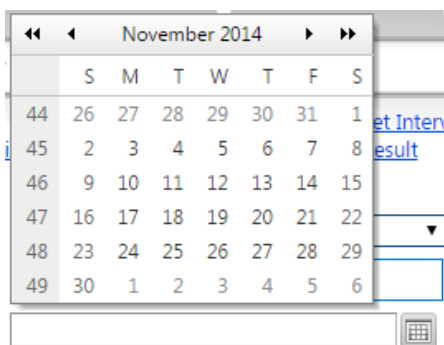 November 2014
S M T W T F S
44 26 27 28 29 30 31 1
45 2 3 4 5 6 7 8
46 9 10 11 12 13 14 15
47 16 17 18 19 20 21 22
48 23 24 25 26 27 28 29
49 30 1 2 3 4 5 6
et Interv
esult